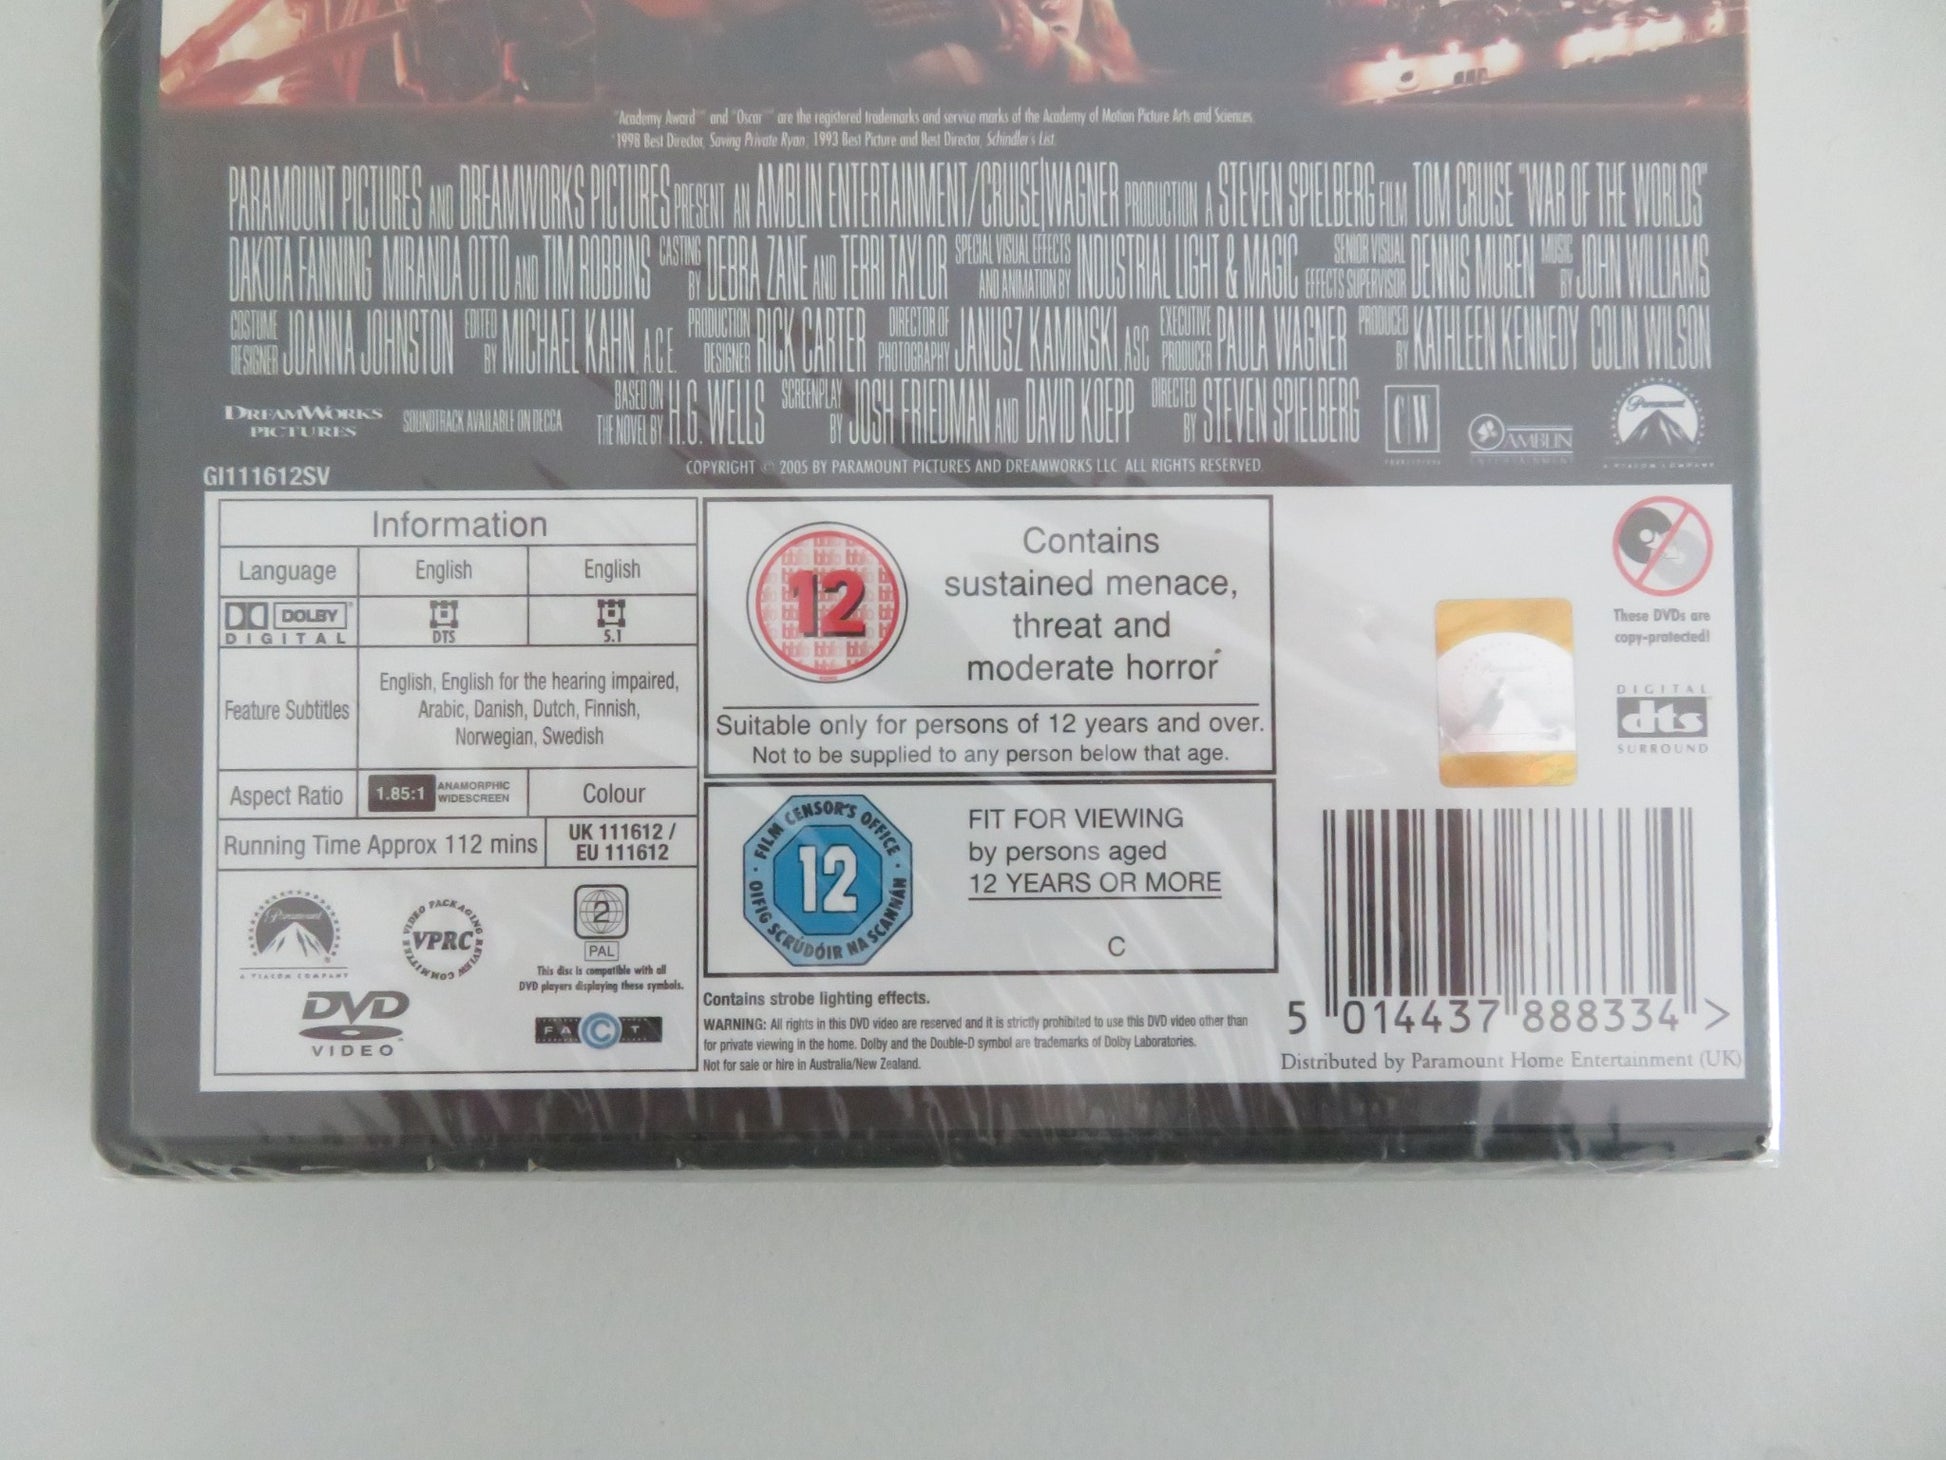 "Academy Award™" and "Oscar™" are the registered trademarks and service marks of the Academy of Motion Picture Arts and Sciences.
1998 Best Director, Saving Private Ryan, 1993 Best Picture and Best Director, Schindler's List
PARAMOUNT PICTURES AND DREAMWORKS PICTURES PRESENT AN AMBLIN ENTERTAINMENT/CRUISE|WAGNER PRODUCTION A STEVEN SPIELBERG FILM TOM CRUISE "WAR OF THE WORLDS"
DAKOTA FANNING MIRANDA OTTO AND TIM ROBBINS CASTING BY DEBRA ZANE AND TERRI TAYLOR SPECIAL VISUAL EFFECTS AND ANIMATION BY INDUSTRIAL LIGHT & MAGIC SENIOR VISUAL EFFECTS SUPERVISOR DENNIS MUREN MUSIC BY JOHN WILLIAMS
COSTUME DESIGNER JOANNA JOHNSTON EDITED BY MICHAEL KAHN, A.C.E. PRODUCTION DESIGNER RICK CARTER DIRECTOR OF PHOTOGRAPHY JANUSZ KAMINSKI, ASC EXECUTIVE PRODUCER PAULA WAGNER PRODUCED BY KATHLEEN KENNEDY COLIN WILSON
DREAMWORKS PICTURES SOUNDTRACK AVAILABLE ON DECCA BASED ON THE NOVEL BY H.G. WELLS SCREENPLAY BY JOSH FRIEDMAN AND DAVID KOEPP DIRECTED BY STEVEN SPIELBERG C|W PRODUCTIONS AMBLIN ENTERTAINMENT Paramount A VIACOM COMPANY
COPYRIGHT © 2005 BY PARAMOUNT PICTURES AND DREAMWORKS LLC. ALL RIGHTS RESERVED.
GI111612SV
Information
Language English English
DOLBY DIGITAL DTS 5.1
Feature Subtitles
English, English for the hearing impaired,
Arabic, Danish, Dutch, Finnish,
Norwegian, Swedish
Aspect Ratio 1.85:1 ANAMORPHIC WIDESCREEN Colour
Running Time Approx 112 mins UK 111612 / EU 111612
Paramount
A VIACOM COMPANY
VIDEO PACKAGING REVIEW COMMITTEE
VPRC
2
PAL
This disc is compatible with all
DVD players displaying these symbols.
DVD
VIDEO
FACT
12
Contains
sustained menace,
threat and
moderate horror
Suitable only for persons of 12 years and over.
Not to be supplied to any person below that age.
FILM CENSOR'S OFFICE
12
OIFIG SCRÚDÓIR NA SCANNÁN
FIT FOR VIEWING
by persons aged
12 YEARS OR MORE
C
Contains strobe lighting effects.
WARNING: All rights in this DVD video are reserved and it is strictly prohibited to use this DVD video other than
for private viewing in the home. Dolby and the Double-D symbol are trademarks of Dolby Laboratories.
Not for sale or hire in Australia/New Zealand.
These DVDs are
copy-protected!
DIGITAL
dts
SURROUND
5 014437 888334 >
Distributed by Paramount Home Entertainment (UK)